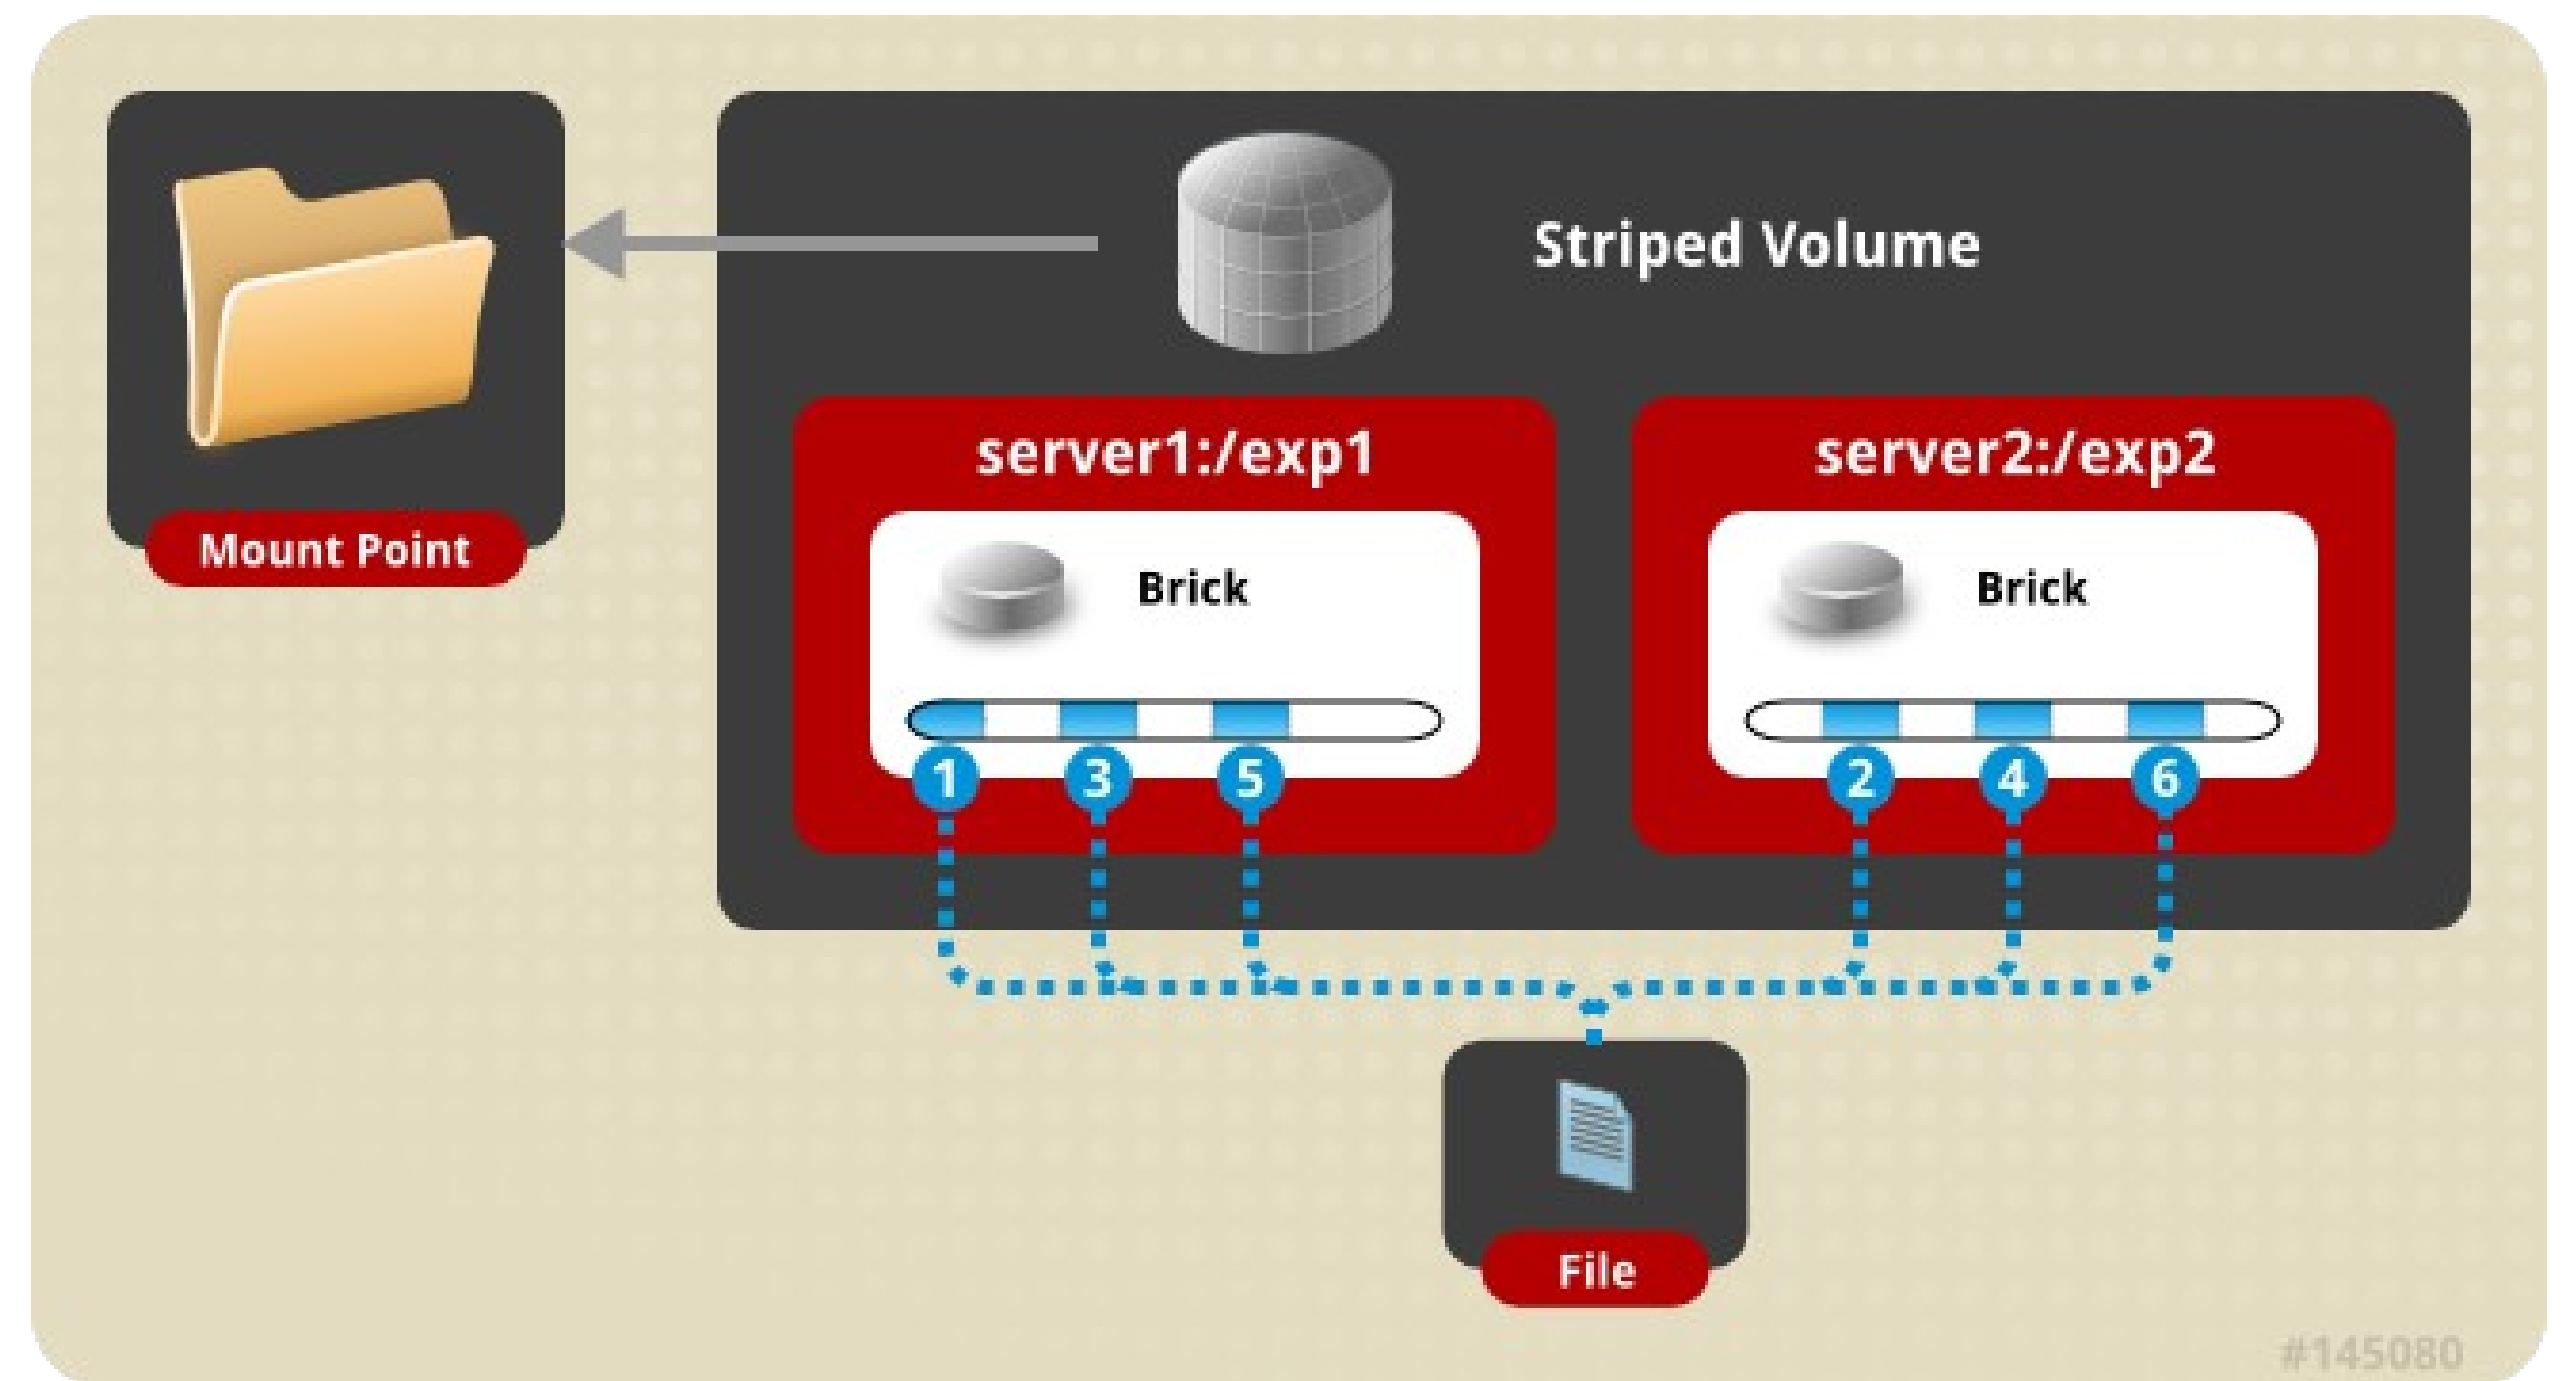 Striped Volume
server1:/exp1
server2:/exp2
Mount Point
Brick
Brick
1
3
5
2
4
6
File
#145080